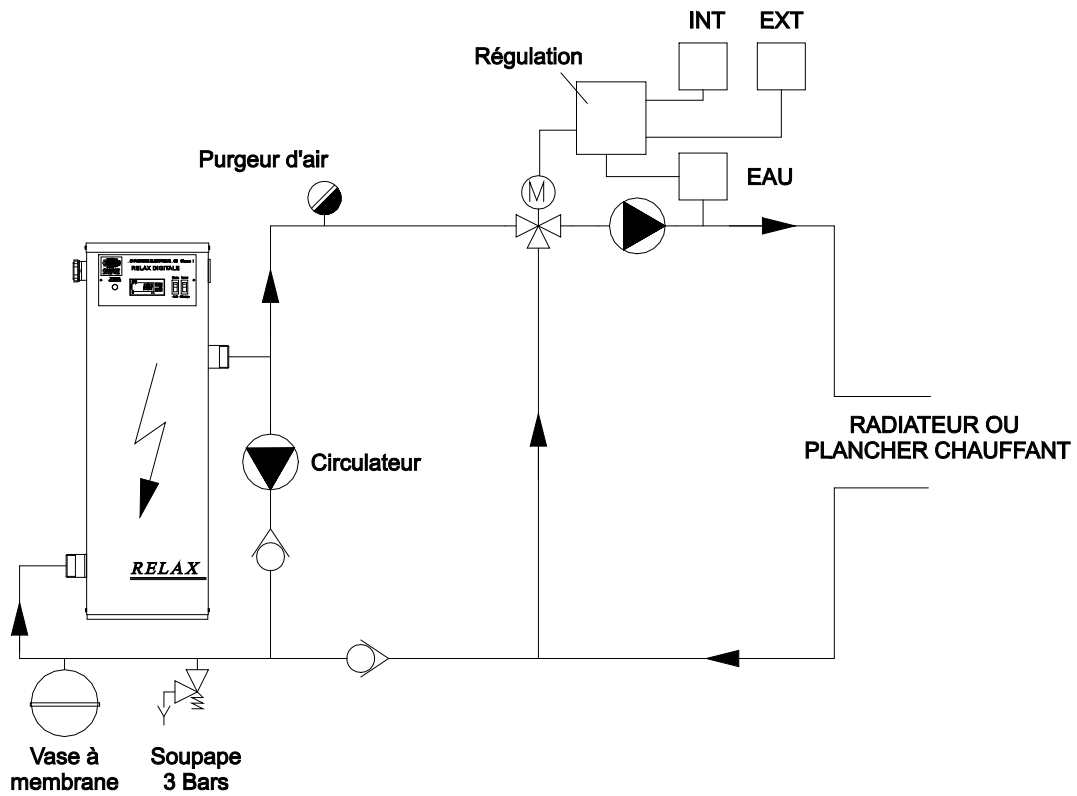 INT
EXT
Régulation
Purgeur d'air
M
EAU
RELAX DIGITALE
RADIATEUR OU
PLANCHER CHAUFFANT
Circulateur
RELAX
Vase à
membrane
Soupape
3 Bars